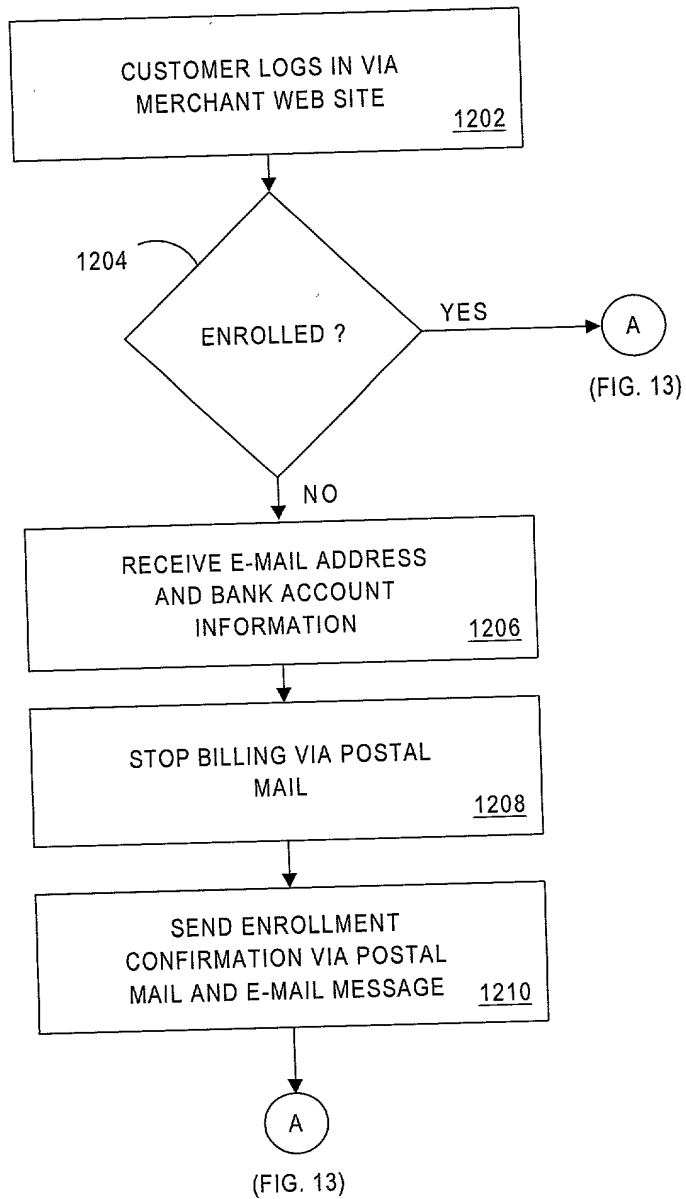 CUSTOMER LOGS IN VIA
MERCHANT WEB SITE
1202
1204
ENROLLED ?
YES
A
(FIG. 13)
NO
RECEIVE E-MAIL ADDRESS
AND BANK ACCOUNT
INFORMATION
1206
STOP BILLING VIA POSTAL
MAIL
1208
SEND ENROLLMENT
CONFIRMATION VIA POSTAL
MAIL AND E-MAIL MESSAGE
1210
A
(FIG. 13)